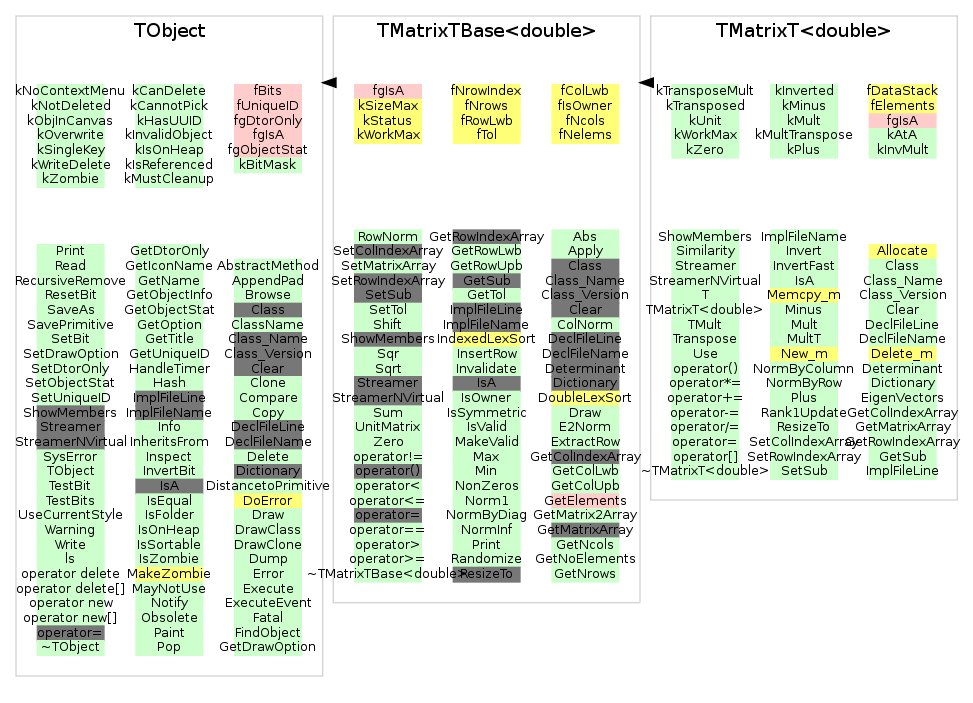 TObject
kNoContextMenu
kNotDeleted
kObjInCanvas
kOverwrite
kSingleKey
kWriteDelete
kZombie
kCanDelete
kCannotPick
kHasUUID
kInvalidObject
kIsOnHeap
kIsReferenced
kMustCleanup
fBits
fUniqueID
fgDtorOnly
fgIsA
fgObjectStat
kBitMask
Print
Read
RecursiveRemove
ResetBit
SaveAs
SavePrimitive
SetBit
SetDrawOption
SetDtorOnly
SetObjectStat
SetUniqueID
ShowMembers
Streamer
StreamerNVirtual
SysError
TObject
TestBit
TestBits
UseCurrentStyle
Warning
Write
ls
operator delete
operator delete[]
operator new
operator new[]
operator=
~TObject
GetDtorOnly
GetIconName
GetName
GetObjectInfo
GetObjectStat
GetOption
GetTitle
GetUniqueID
HandleTimer
Hash
ImplFileLine
ImplFileName
Info
InheritsFrom
Inspect
InvertBit
IsA
IsEqual
IsFolder
IsOnHeap
IsSortable
IsZombie
MakeZombie
MayNotUse
Notify
Obsolete
Paint
Pop
AbstractMethod
AppendPad
Browse
Class
ClassName
Class_Name
Class_Version
Clear
Clone
Compare
Copy
DeclFileLine
DeclFileName
Delete
Dictionary
DistancetoPrimitive
DoError
Draw
DrawClass
DrawClone
Dump
Error
Execute
ExecuteEvent
Fatal
FindObject
GetDrawOption
TMatrixTBase<double>
fgIsA
kSizeMax
kStatus
kWorkMax
fNrowIndex
fNrows
fRowLwb
fTol
fColLwb
fIsOwner
fNcols
fNelems
RowNorm
SetColIndexArray
SetMatrixArray
SetRowIndexArray
SetSub
SetTol
Shift
ShowMembers
Sqr
Sqrt
Streamer
StreamerNVirtual
Sum
UnitMatrix
Zero
operator!=
operator()
operator<
operator<=
operator=
operator==
operator>
operator>=
~TMatrixTBase<double>
GetRowIndexArray
GetRowLwb
GetRowUpb
GetSub
GetTol
ImplFileLine
ImplFileName
IndexedLexSort
InsertRow
Invalidate
IsA
IsOwner
IsSymmetric
IsValid
MakeValid
Max
Min
NonZeros
Norm1
NormByDiag
NormInf
Print
Randomize
ResizeTo
Abs
Apply
Class
Class_Name
Class_Version
Clear
ColNorm
DeclFileLine
DeclFileName
Determinant
Dictionary
DoubleLexSort
Draw
E2Norm
ExtractRow
GetColIndexArray
GetColLwb
GetColUpb
GetElements
GetMatrix2Array
GetMatrixArray
GetNcols
GetNoElements
GetNrows
TMatrixT<double>
kTransposeMult
kTransposed
kUnit
kWorkMax
kZero
kInverted
kMinus
kMult
kMultTranspose
kPlus
fDataStack
fElements
fgIsA
kAtA
kInvMult
ShowMembers
Similarity
Streamer
StreamerNVirtual
T
TMatrixT<double>
TMult
Transpose
Use
operator()
operator*=
operator+=
operator-=
operator/=
operator=
operator[]
~TMatrixT<double>
ImplFileName
Invert
InvertFast
IsA
Memcpy_m
Minus
Mult
MultT
New_m
NormByColumn
NormByRow
Plus
Rank1Update
ResizeTo
SetColIndexArray
SetRowIndexArray
SetSub
Allocate
Class
Class_Name
Class_Version
Clear
DeclFileLine
DeclFileName
Delete_m
Determinant
Dictionary
EigenVectors
GetColIndexArray
GetMatrixArray
GetRowIndexArray
GetSub
ImplFileLine